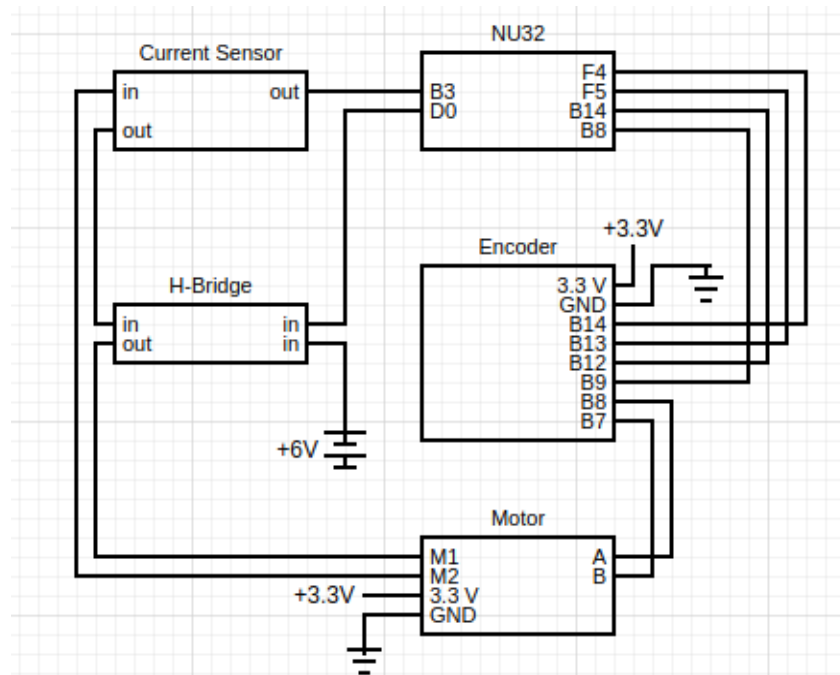 NU32
Current Sensor
in out
out
B3
D0
F4
F5
B14
B8
+3.3V
Encoder
3.3 V
GND
B14
B13
B12
B9
B8
B7
H-Bridge
in in
out in
+6V
Motor
M1 A
M2 B
+3.3V 3.3 V
GND